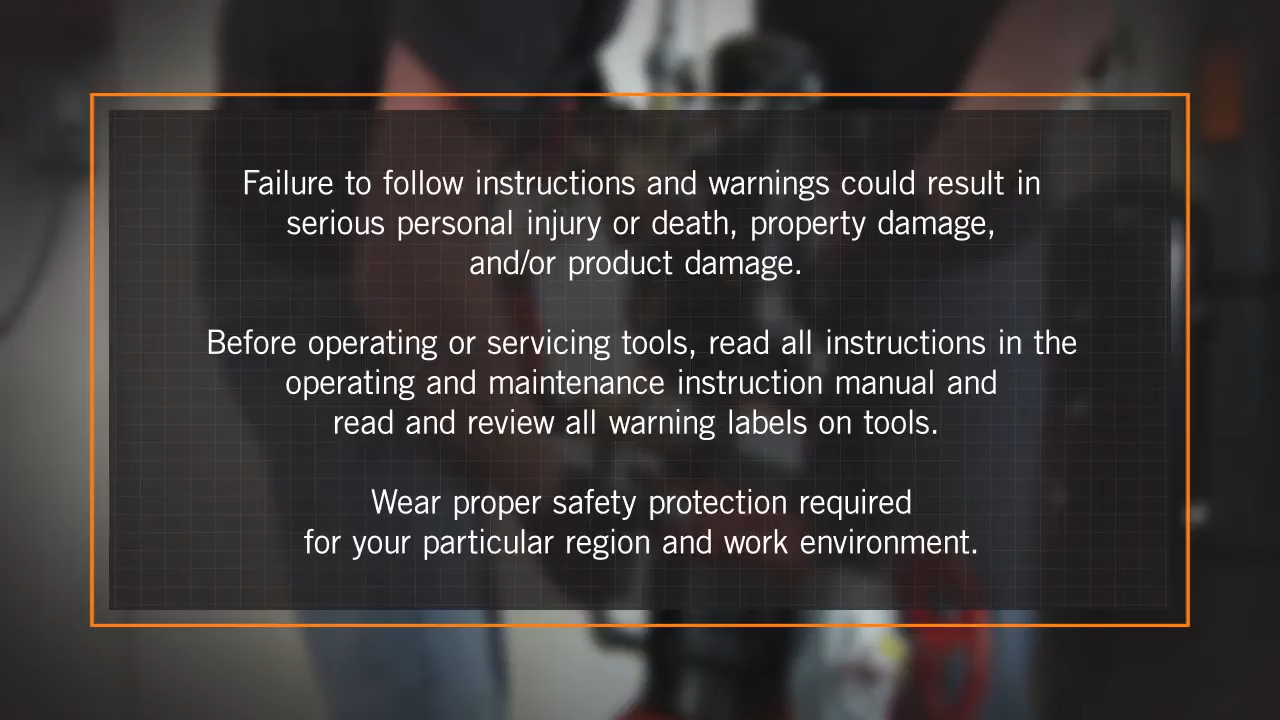 Failure to follow instructions and warnings could result in
serious personal injury or death, property damage,
and/or product damage.
Before operating or servicing tools, read all instructions in the
operating and maintenance instruction manual and
read and review all warning labels on tools.
Wear proper safety protection required
for your particular region and work environment.